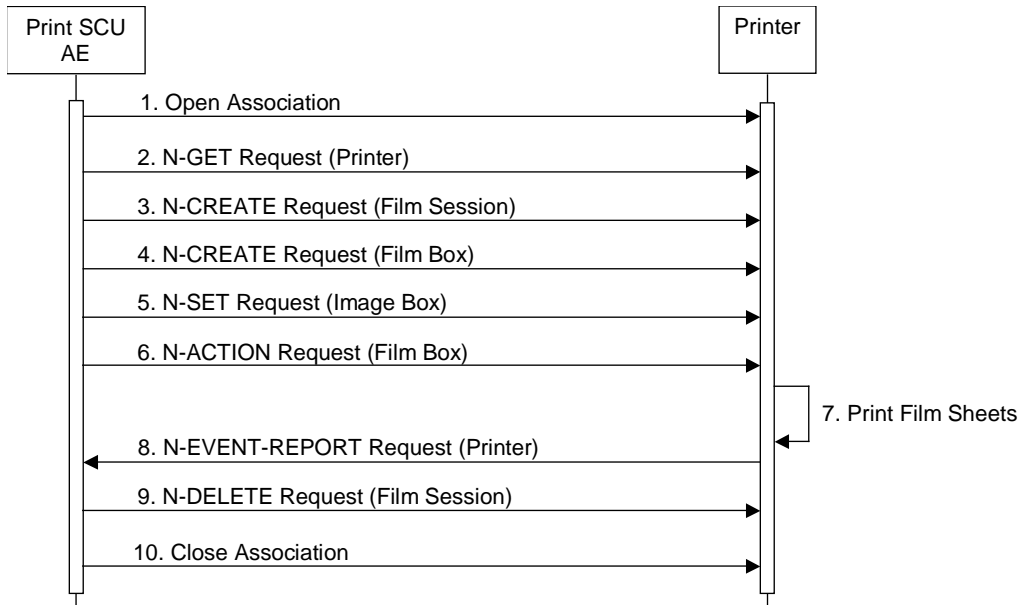 Print SCU
AE
Printer
1. Open Association
2. N-GET Request (Printer)
3. N-CREATE Request (Film Session)
4. N-CREATE Request (Film Box)
5. N-SET Request (Image Box)
6. N-ACTION Request (Film Box)
7. Print Film Sheets
8. N-EVENT-REPORT Request (Printer)
9. N-DELETE Request (Film Session)
10. Close Association